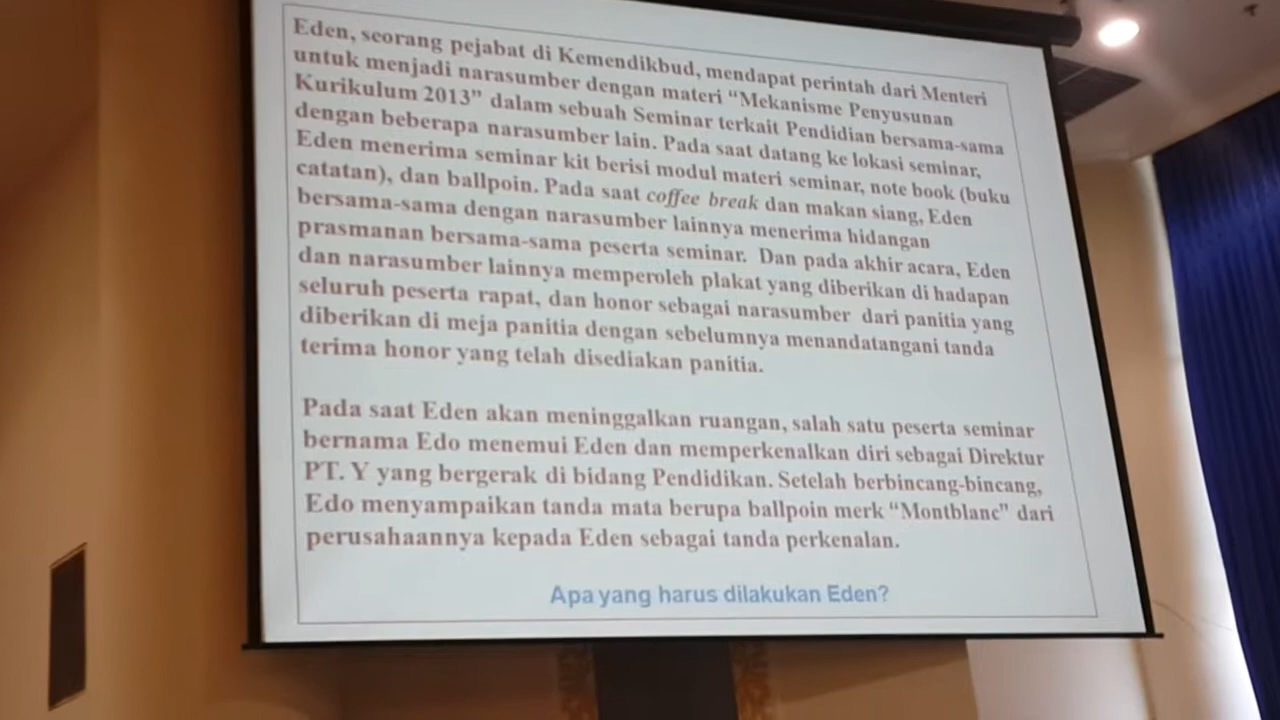 Eden, seorang pejabat di Kemendikbud, mendapat perintah dari Menteri
untuk menjadi narasumber dengan materi “Mekanisme Penyusunan
Kurikulum 2013” dalam sebuah Seminar terkait Pendidian bersama-sama
dengan beberapa narasumber lain. Pada saat datang ke lokasi seminar,
Eden menerima seminar kit berisi modul materi seminar, note book (buku
catatan), dan ballpoin. Pada saat coffee break dan makan siang, Eden
bersama-sama dengan narasumber lainnya menerima hidangan
prasmanan bersama-sama peserta seminar. Dan pada akhir acara, Eden
dan narasumber lainnya memperoleh plakat yang diberikan di hadapan
seluruh peserta rapat, dan honor sebagai narasumber dari panitia yang
diberikan di meja panitia dengan sebelumnya menandatangani tanda
terima honor yang telah disediakan panitia.
Pada saat Eden akan meninggalkan ruangan, salah satu peserta seminar
bernama Edo menemui Eden dan memperkenalkan diri sebagai Direktur
PT. Y yang bergerak di bidang Pendidikan. Setelah berbincang-bincang,
Edo menyampaikan tanda mata berupa ballpoin merk “Montblanc” dari
perusahaannya kepada Eden sebagai tanda perkenalan.
Apa yang harus dilakukan Eden?